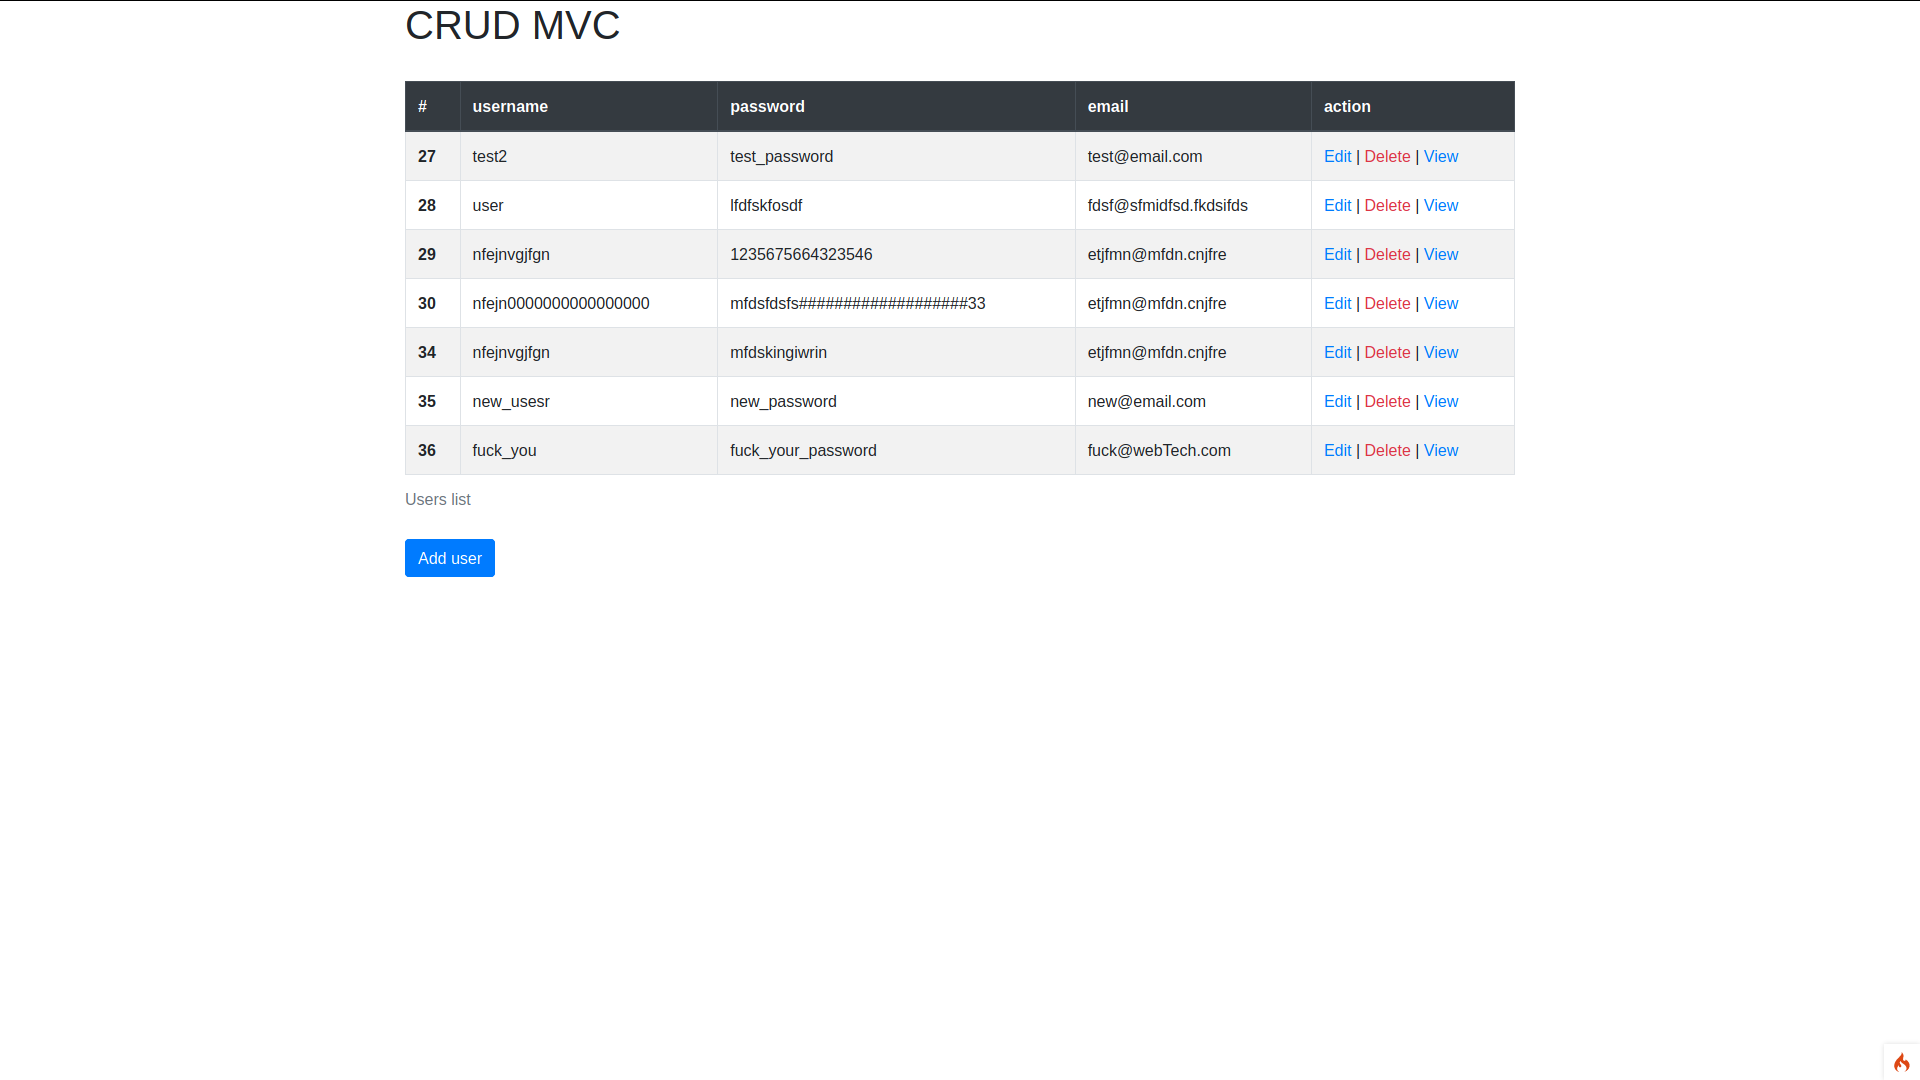 CRUD MVC
# username password email action
27 test2 test_password test@email.com Edit | Delete | View
28 user lfdfskfosdf fdsf@sfmidfsd.fkdsifds Edit | Delete | View
29 nfejnvgjfgn 1235675664323546 etjfmn@mfdn.cnjfre Edit | Delete | View
30 nfejn0000000000000000 mfdsfdsfs###################33 etjfmn@mfdn.cnjfre Edit | Delete | View
34 nfejnvgjfgn mfdskingiwrin etjfmn@mfdn.cnjfre Edit | Delete | View
35 new_usesr new_password new@email.com Edit | Delete | View
36 fuck_you fuck_your_password fuck@webTech.com Edit | Delete | View
Users list
Add user